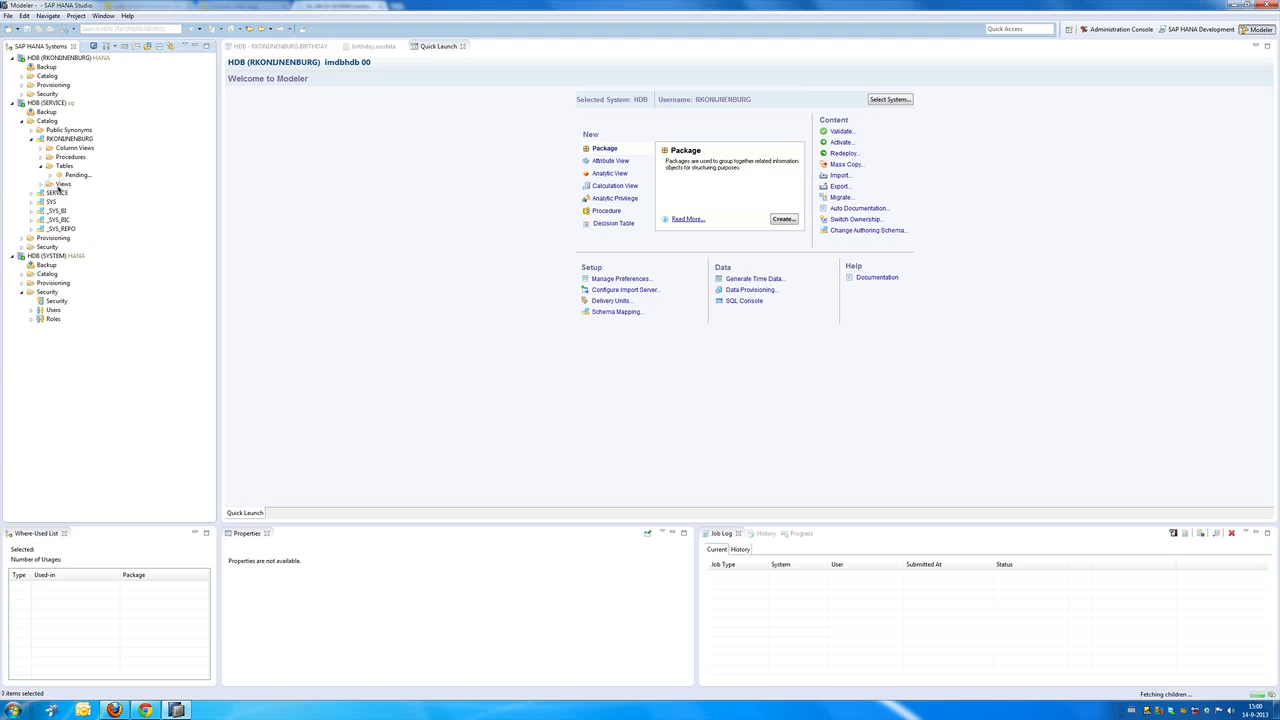 Modeler - - SAP HANA Studio
File Edit Navigate Project Window Help
Search HDB (RKONIJNENBURG)
Quick Access
Administration Console
SAP HANA Development
Modeler
SAP HANA Systems
HDB (RKONIJNENBURG) HANA
Backup
Catalog
Provisioning
Security
HDB (SERVICE) sq
Backup
Catalog
Public Synonyms
RKONIJNENBURG
Column Views
Procedures
Tables
Pending...
Views
SERVICE
SYS
_SYS_BI
_SYS_BIC
_SYS_REPO
Provisioning
Security
HDB (SYSTEM) HANA
Backup
Catalog
Provisioning
Security
Security
Users
Roles
HDB - RKONIJNENBURG.BIRTHDAY
birthday.xsodata
Quick Launch
HDB (RKONIJNENBURG) imdbhdb 00
Welcome to Modeler
Selected System: HDB
Username: RKONIJNENBURG
Select System...
New
Package
Attribute View
Analytic View
Calculation View
Analytic Privilege
Procedure
Decision Table
Package
Packages are used to group together related information
objects for structuring purposes.
Read More...
Create...
Content
Validate...
Activate...
Redeploy...
Mass Copy...
Import...
Export...
Migrate...
Auto Documentation...
Switch Ownership...
Change Authoring Schema...
Setup
Manage Preferences...
Configure Import Server...
Delivery Units...
Schema Mapping...
Data
Generate Time Data...
Data Provisioning...
SQL Console
Help
Documentation
Quick Launch
Where-Used List
Selected:
Number of Usages:
Type Used-in Package
Properties
Properties are not available.
Job Log History Progress
Current History
Job Type System User Submitted At Status
0 items selected
Fetching children ...
15:00
14-9-2013